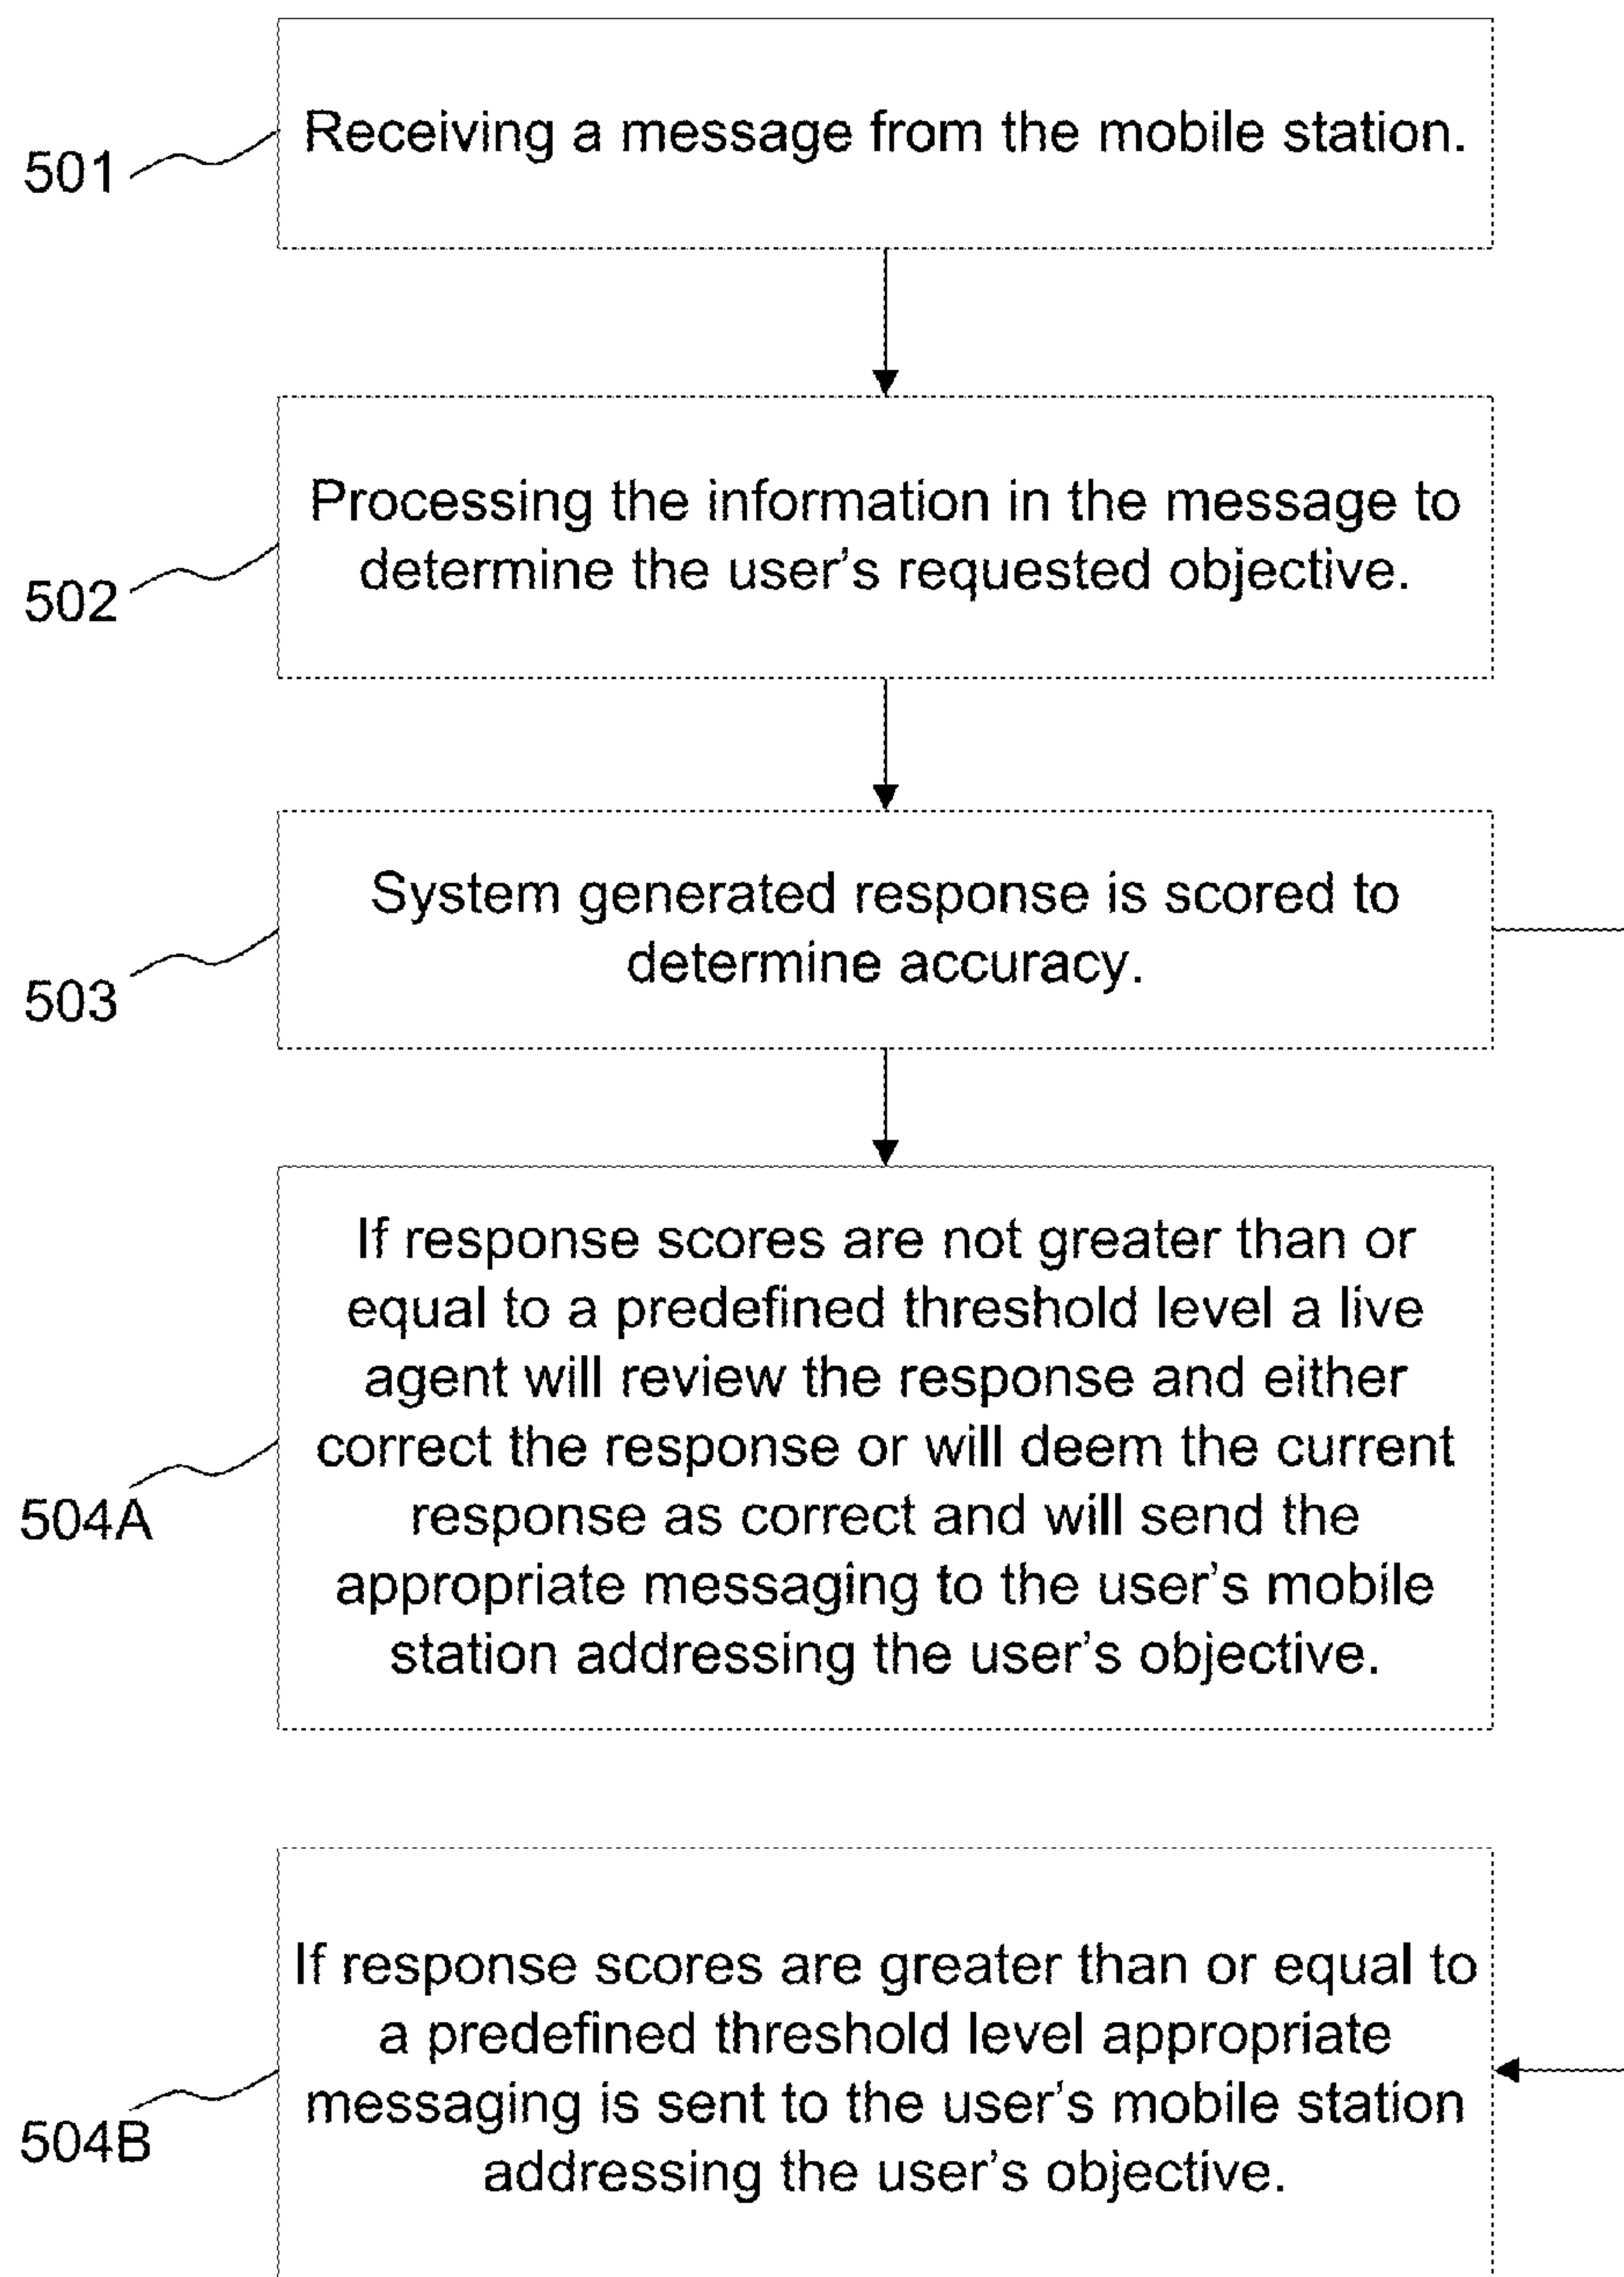 Receiving a message from the mobile station.
501
Processing the information in the message to
determine the user's requested objective.
502
System generated response is scored to
determine accuracy.
503
If response scores are not greater than or
equal to a predefined threshold level a live
agent will review the response and either
correct the response or will deem the current
response as correct and will send the
appropriate messaging to the user's mobile
station addressing the user's objective.
504A
If response scores are greater than or equal to
a predefined threshold level appropriate
messaging is sent to the user's mobile station
addressing the user's objective.
504B